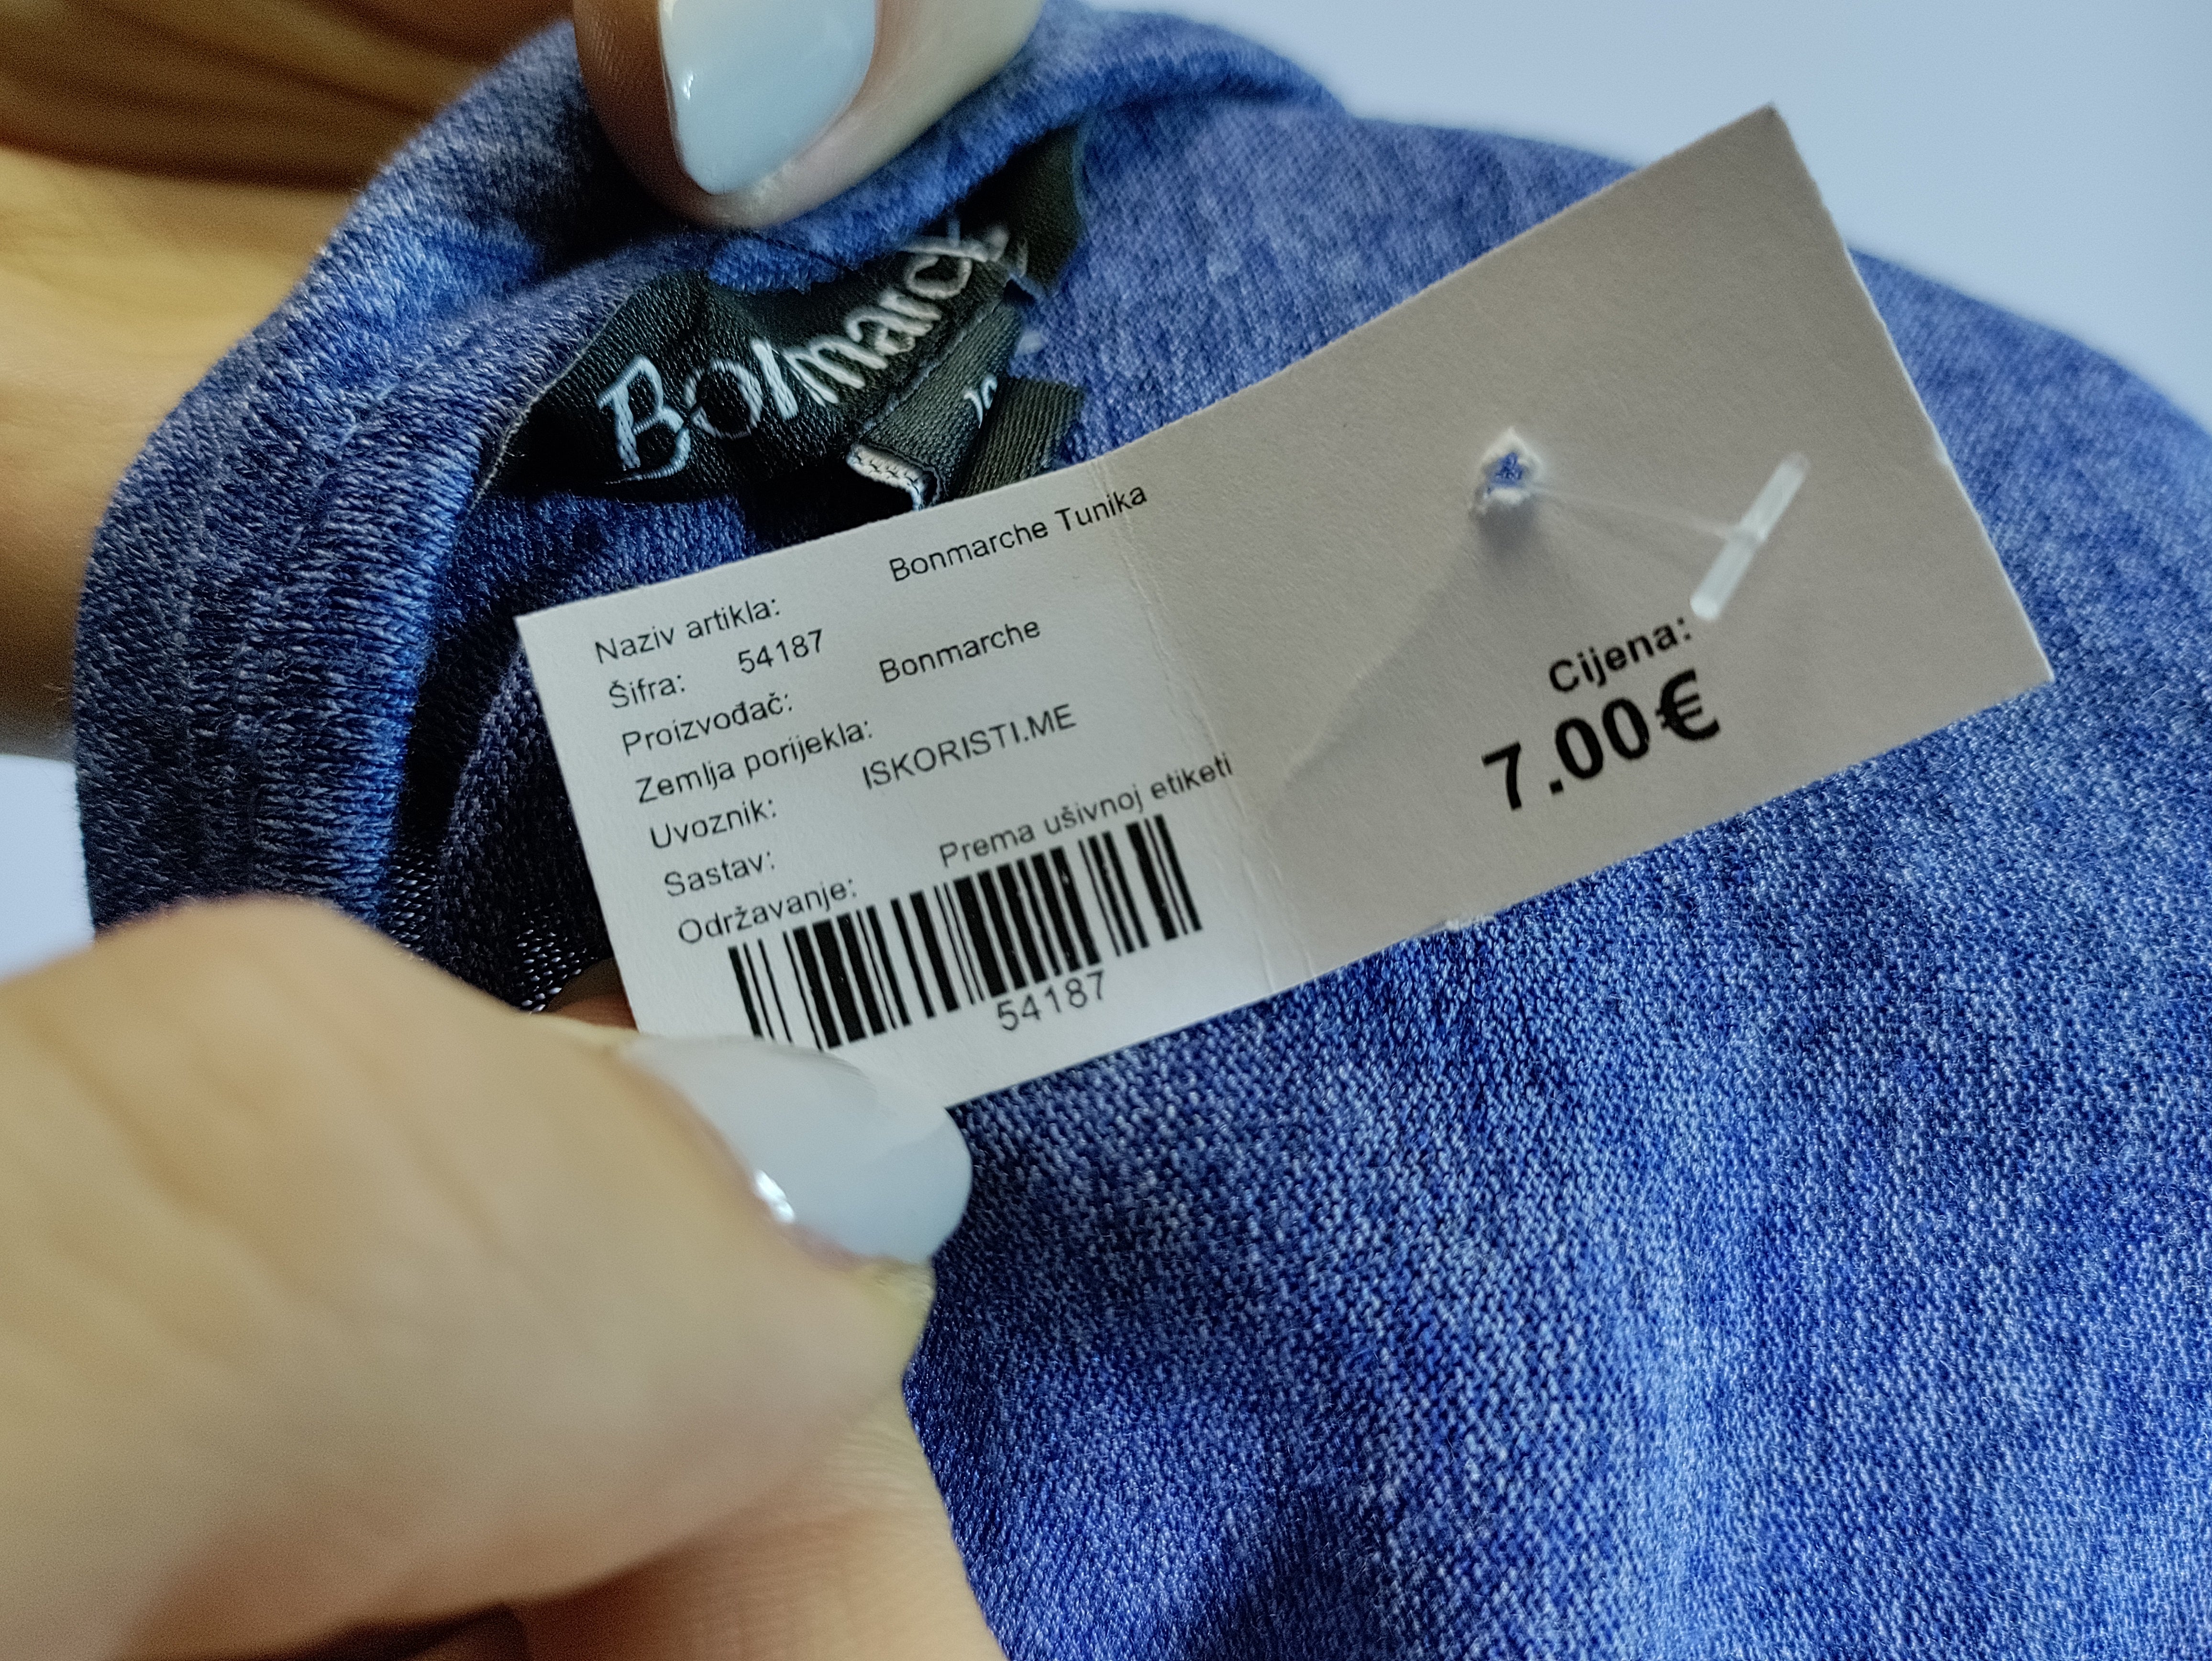 Bonmarch
Naziv artikla: Bonmarche Tunika
Šifra: 54187
Proizvođač: Bonmarche
Zemlja porijekla:
Uvoznik: ISKORISTI.ME
Sastav:
Održavanje: Prema ušivnoj etiketi
54187
Cijena:
7.00€